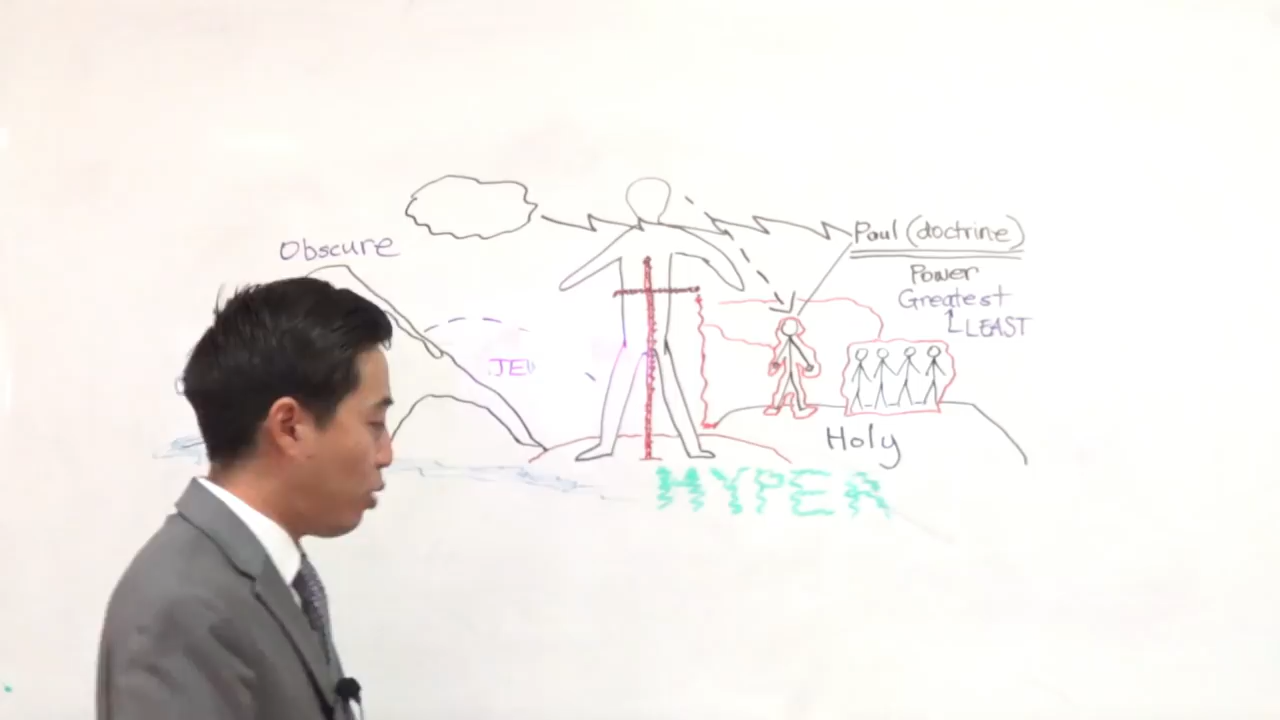 Obscure
Paul (doctrine)
Power
Greatest
LEAST
Holy
HYPER